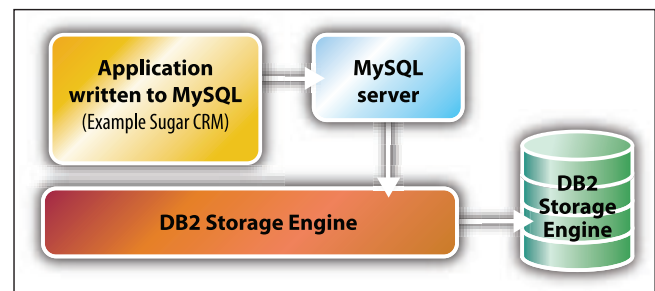 Application
written to MySQL
(Example Sugar CRM)
MySQL
server
DB2 Storage Engine
DB2
Storage
Engine